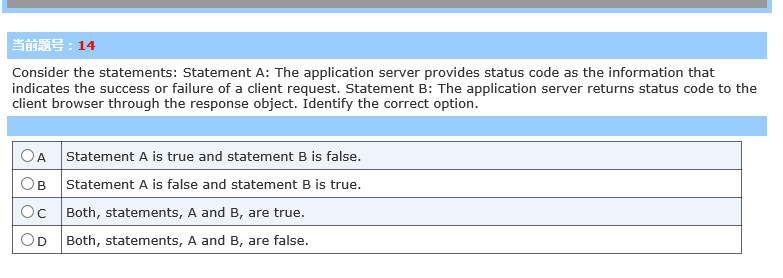 当前题号：14
Consider the statements: Statement A: The application server provides status code as the information that
indicates the success or failure of a client request. Statement B: The application server returns status code to the
client browser through the response object. Identify the correct option.
A Statement A is true and statement B is false.
B Statement A is false and statement B is true.
C Both, statements, A and B, are true.
D Both, statements, A and B, are false.